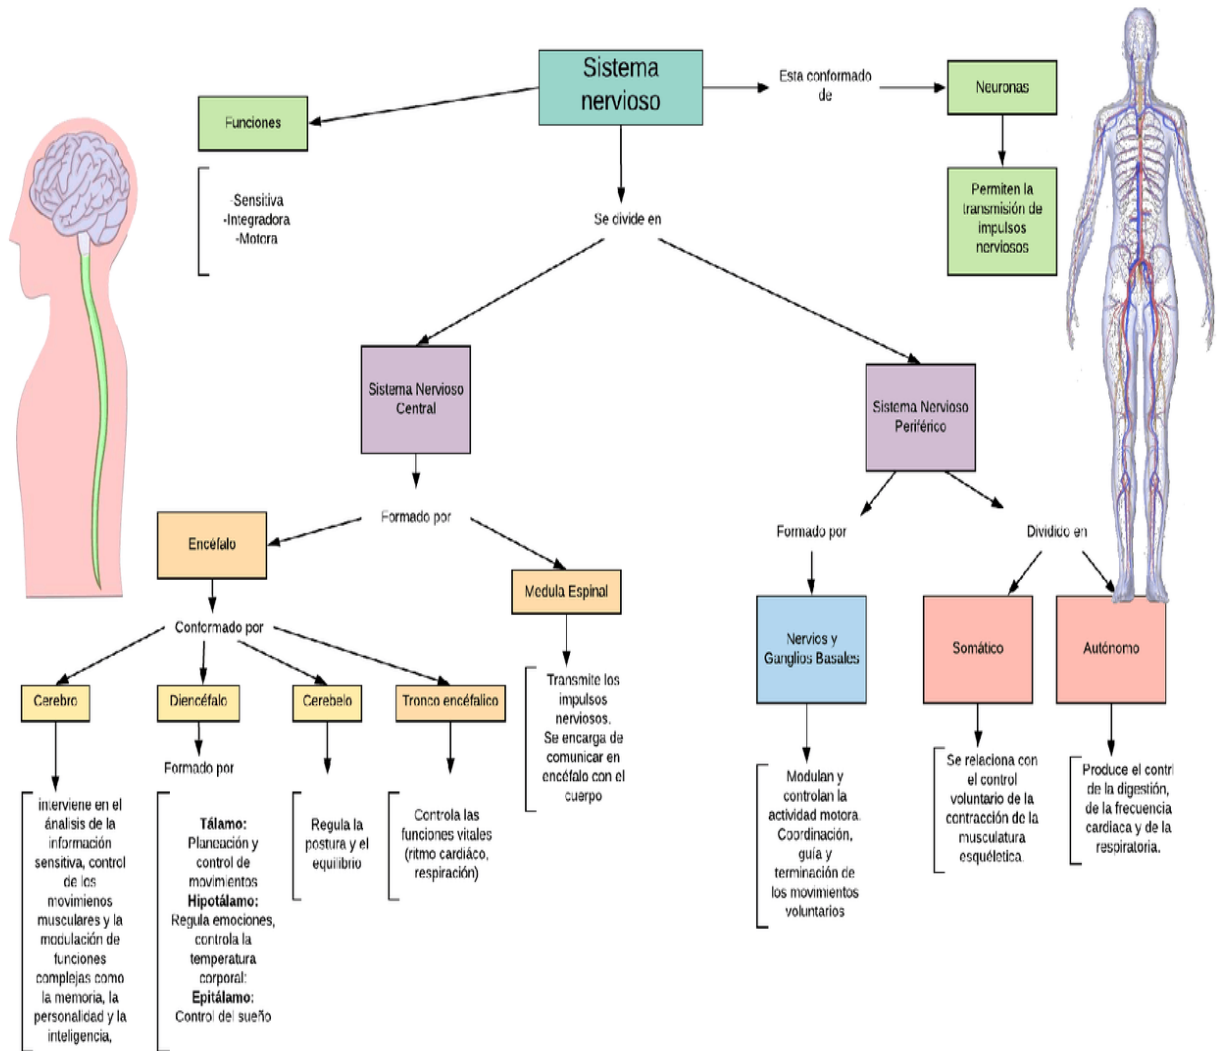 Sistema
nervioso
Esta conformado
de
Neuronas
Permiten la
transmisión de
impulsos
nerviosos
Funciones
-Sensitiva
-Integradora
-Motora
Se divide en
Sistema Nervioso
Central
Formado por
Encéfalo
Conformado por
Cerebro
interviene en el
ánalisis de la
información
sensitiva, control
de los
movimienos
musculares y la
modulación de
funciones
complejas como
la memoria, la
personalidad y la
inteligencia,
Diencéfalo
Formado por
Tálamo:
Planeación y
control de
movimientos
Hipotálamo:
Regula emociones,
controla la
temperatura
corporal:
Epitálamo:
Control del sueño
Cerebelo
Regula la
postura y el
equilibrio
Tronco encéfalico
Controla las
funciones vitales
(ritmo cardiáco,
respiración)
Medula Espinal
Transmite los
impulsos
nerviosos.
Se encarga de
comunicar en
encéfalo con el
cuerpo
Sistema Nervioso
Periférico
Formado por
Nervios y
Ganglios Basales
Modulan y
controlan la
actividad motora.
Coordinación,
guía y
terminación de
los movimientos
voluntarios
Dividido en
Somático
Se relaciona con
el control
voluntario de la
contracción de la
musculatura
esquéletica.
Autónomo
Produce el contr
de la digestión,
de la frecuencia
cardiaca y de la
respiratoria.